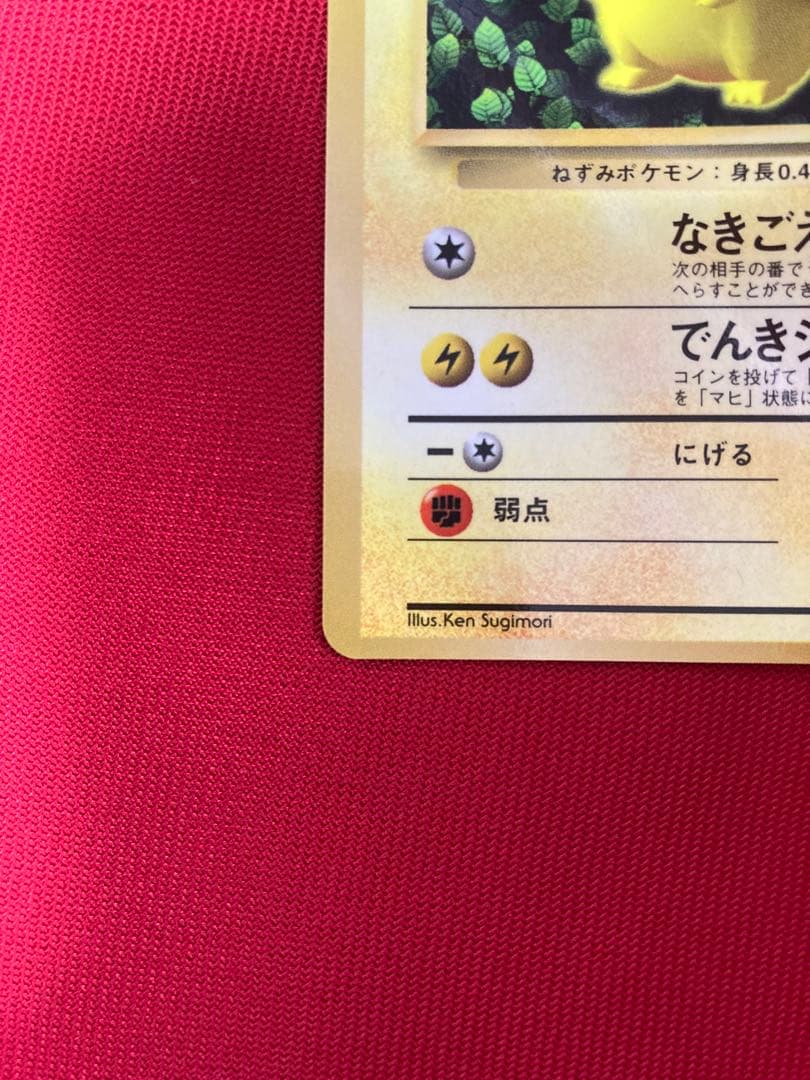 ねずみポケモン：身長0.4
なきごえ
次の相手の番で
へらすことができ
でんきシ
コインを投げて「
を「マヒ」状態に
にげる
弱点
Illus.Ken Sugimori